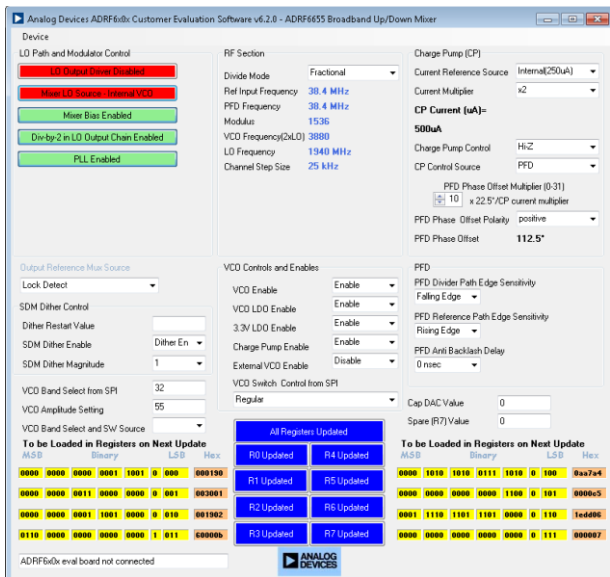 Analog Devices ADRF6x0x Customer Evaluation Software v6.2.0 - ADRF6655 Broadband Up/Down Mixer
Device
LO Path and Modulator Control
LO Output Driver Disabled
Mixer LO Source - Internal VCO
Mixer Bias Enabled
Div-by-2 in LO Output Chain Enabled
PLL Enabled
RF Section
Divide Mode Fractional
Ref Input Frequency 38.4 MHz
PFD Frequency 38.4 MHz
Modulus 1536
VCO Frequency(2xLO) 3880
LO Frequency 1940 MHz
Channel Step Size 25 kHz
Charge Pump (CP)
Current Reference Source Internal(250uA)
Current Multiplier x2
CP Current (uA)=
500uA
Charge Pump Control Hi-Z
CP Control Source PFD
PFD Phase Offset Multiplier (0-31)
10 x 22.5°/CP current multiplier
PFD Phase Offset Polarity positive
PFD Phase Offset 112.5°
Output Reference Mux Source
Lock Detect
SDM Dither Control
Dither Restart Value
SDM Dither Enable Dither En
SDM Dither Magnitude 1
VCO Band Select from SPI 32
VCO Amplitude Setting 55
VCO Band Select and SW Source
VCO Controls and Enables
VCO Enable Enable
VCO LDO Enable Enable
3.3V LDO Enable Enable
Charge Pump Enable Enable
External VCO Enable Disable
VCO Switch Control from SPI
Regular
PFD
PFD Divider Path Edge Sensitivity
Falling Edge
PFD Reference Path Edge Sensitivity
Rising Edge
PFD Anti Backlash Delay
0 nsec
Cap DAC Value 0
Spare (R7) Value 0
To be Loaded in Registers on Next Update
MSB Binary LSB Hex
0000 0000 0000 0001 1001 0 000 000190
0000 0000 0011 0000 0000 0 001 003001
0000 0000 0001 1001 0000 0 010 001902
0110 0000 0000 0000 0000 1 011 60000b
All Registers Updated
R0 Updated R4 Updated
R1 Updated R5 Updated
R2 Updated R6 Updated
R3 Updated R7 Updated
To be Loaded in Registers on Next Update
MSB Binary LSB Hex
0000 1010 1010 0111 1010 0 100 0aa7a4
0000 0000 0000 0000 1100 0 101 0000c5
0001 1110 1101 1101 0000 0 110 1edd06
0000 0000 0000 0000 0000 0 111 000007
ADRF6x0x eval board not connected
ANALOG
DEVICES